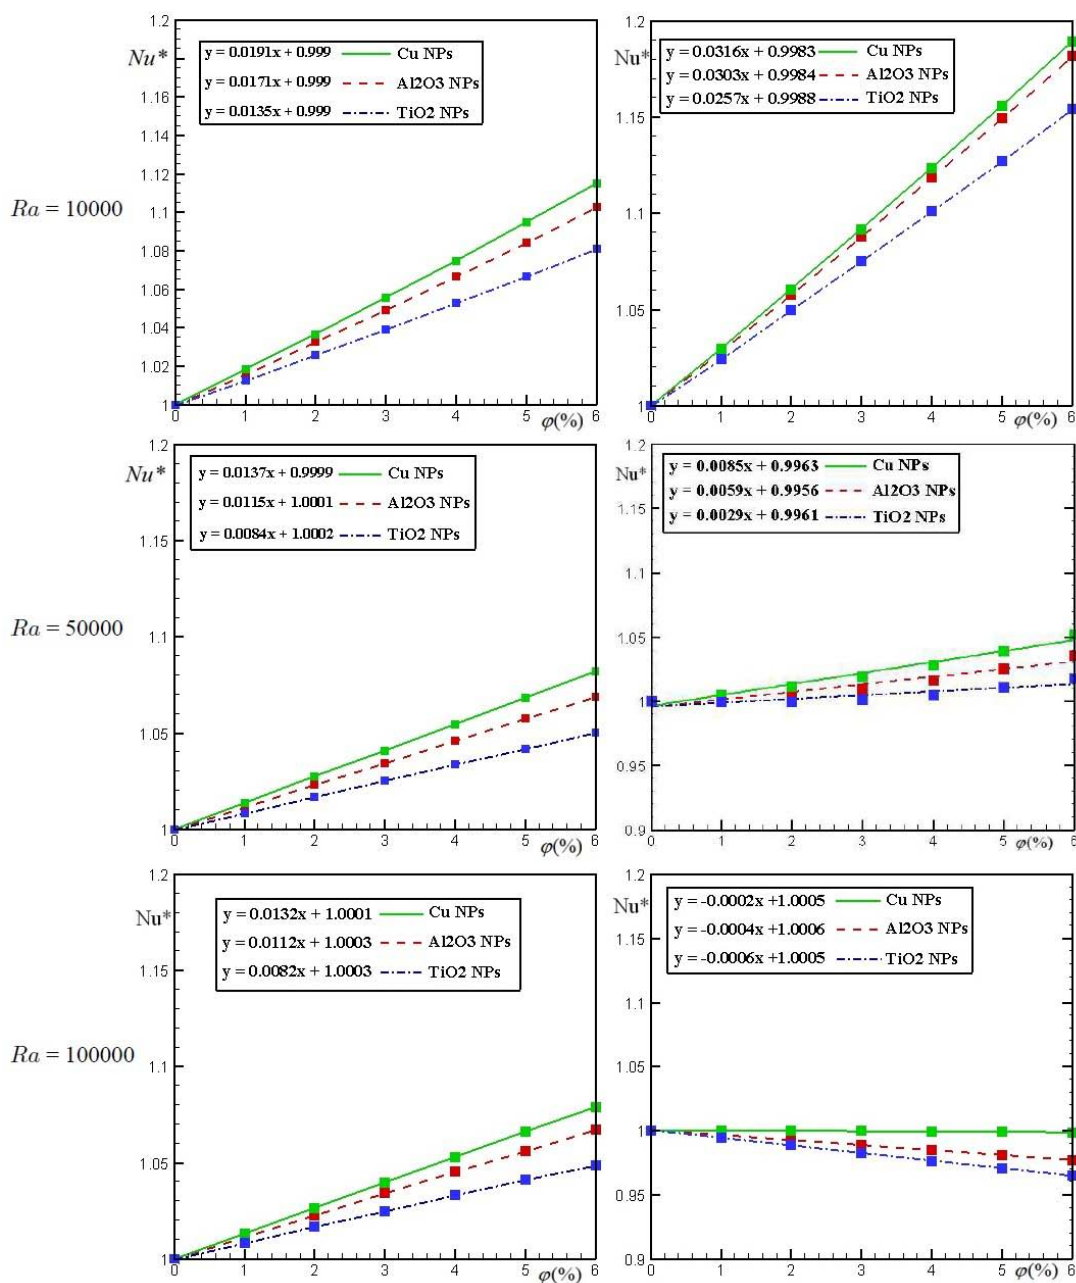 1.2
Nu*
y = 0.0191x + 0.999 Cu NPs
y = 0.0171x + 0.999 Al2O3 NPs
y = 0.0135x + 0.999 TiO2 NPs
1.18
1.16
1.14
1.12
1.1
1.08
1.06
1.04
1.02
1
0 1 2 3 4 5 6
φ(%)
Ra = 10000
1.2
Nu*
y = 0.0316x + 0.9983 Cu NPs
y = 0.0303x + 0.9984 Al2O3 NPs
y = 0.0257x + 0.9988 TiO2 NPs
1.15
1.1
1.05
1
0 1 2 3 4 5 6
φ(%)
1.2
Nu*
y = 0.0137x + 0.9999 Cu NPs
y = 0.0115x + 1.0001 Al2O3 NPs
y = 0.0084x + 1.0002 TiO2 NPs
1.15
1.1
1.05
1
0 1 2 3 4 5 6
φ(%)
Ra = 50000
1.2
Nu*
y = 0.0085x + 0.9963 Cu NPs
y = 0.0059x + 0.9956 Al2O3 NPs
y = 0.0029x + 0.9961 TiO2 NPs
1.15
1.1
1.05
1
0.95
0.9
0 1 2 3 4 5 6
φ(%)
1.2
Nu*
y = 0.0132x + 1.0001 Cu NPs
y = 0.0112x + 1.0003 Al2O3 NPs
y = 0.0082x + 1.0003 TiO2 NPs
1.15
1.1
1.05
1
0 1 2 3 4 5 6
φ(%)
Ra = 100000
1.2
Nu*
y = -0.0002x +1.0005 Cu NPs
y = -0.0004x +1.0006 Al2O3 NPs
y = -0.0006x +1.0005 TiO2 NPs
1.15
1.1
1.05
1
0.95
0.9
0 1 2 3 4 5 6
φ(%)